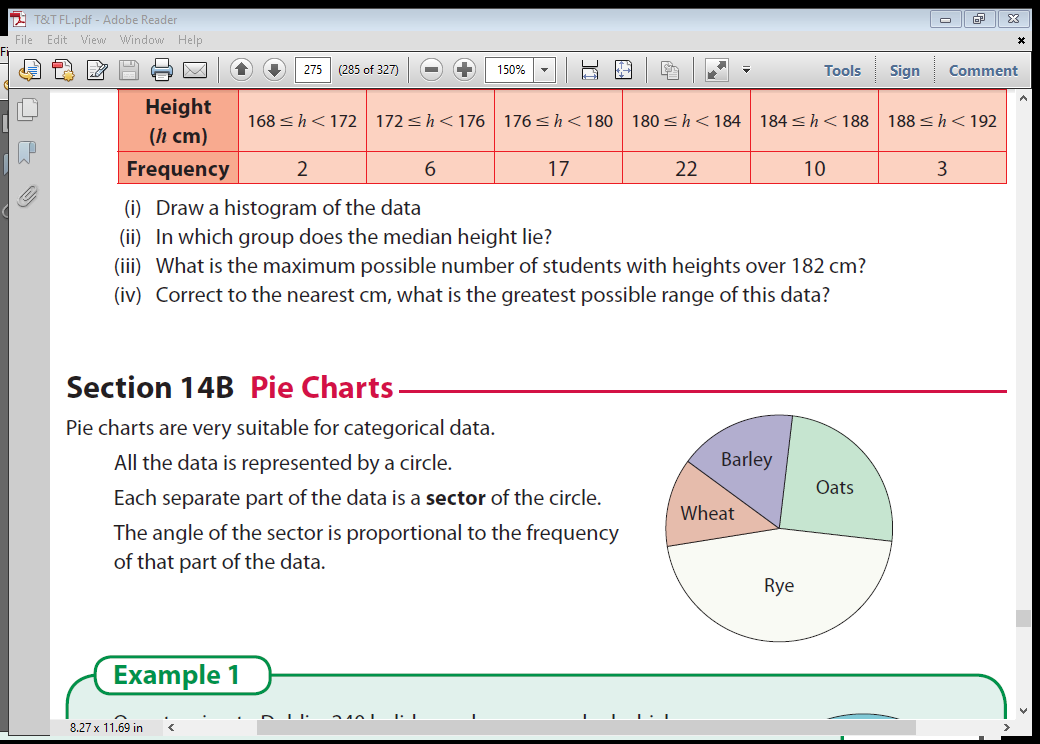 T&T FL.pdf - Adobe Reader
File Edit View Window Help
275 (285 of 327) 150% Tools Sign Comment
Height (h cm) 168 ≤ h < 172 172 ≤ h < 176 176 ≤ h < 180 180 ≤ h < 184 184 ≤ h < 188 188 ≤ h < 192
Frequency 2 6 17 22 10 3
(i) Draw a histogram of the data
(ii) In which group does the median height lie?
(iii) What is the maximum possible number of students with heights over 182 cm?
(iv) Correct to the nearest cm, what is the greatest possible range of this data?
Section 14B Pie Charts
Pie charts are very suitable for categorical data.
All the data is represented by a circle.
Each separate part of the data is a sector of the circle.
The angle of the sector is proportional to the frequency
of that part of the data.
Barley
Oats
Wheat
Rye
Example 1
8.27 x 11.69 in